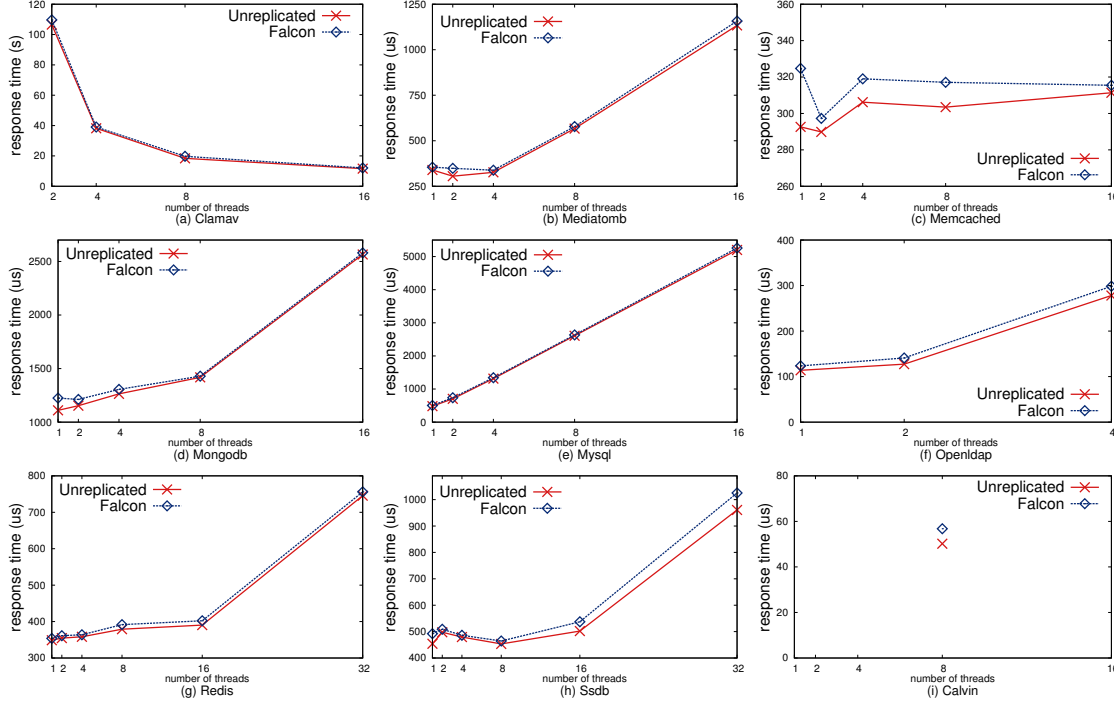 120
100
80
60
40
20
0
response time (s)
Unreplicated
Falcon
2 4 8 16
number of threads
(a) Clamav
1250
1000
750
500
250
response time (us)
Unreplicated
Falcon
1 2 4 8 16
number of threads
(b) Mediatomb
360
340
320
300
280
260
response time (us)
Unreplicated
Falcon
1 2 4 8 16
number of threads
(c) Memcached
2500
2000
1500
1000
response time (us)
Unreplicated
Falcon
1 2 4 8 16
number of threads
(d) Mongodb
5000
4000
3000
2000
1000
0
response time (us)
Unreplicated
Falcon
1 2 4 8 16
number of threads
(e) Mysql
400
300
200
100
0
response time (us)
Unreplicated
Falcon
1 2 4
number of threads
(f) Openldap
800
700
600
500
400
300
response time (us)
Unreplicated
Falcon
1 2 4 8 16 32
number of threads
(g) Redis
1000
900
800
700
600
500
400
response time (us)
Unreplicated
Falcon
1 2 4 8 16 32
number of threads
(h) Ssdb
80
60
40
20
0
response time (us)
Unreplicated
Falcon
1 2 4 8 16
number of threads
(i) Calvin